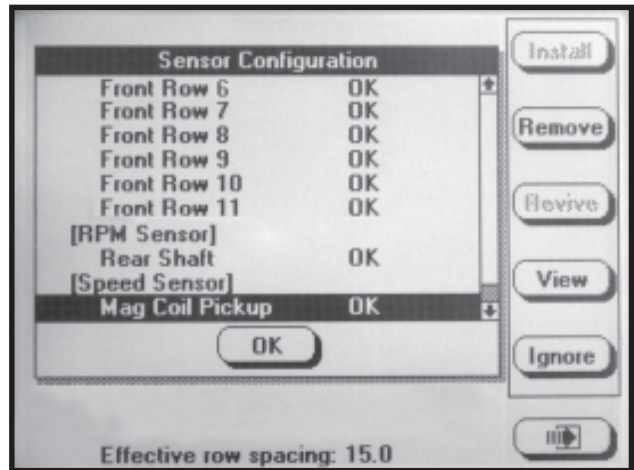 Sensor Configuration
Front Row 6 OK
Front Row 7 OK
Front Row 8 OK
Front Row 9 OK
Front Row 10 OK
Front Row 11 OK
[RPM Sensor]
Rear Shaft OK
[Speed Sensor]
Mag Coil Pickup OK
OK
Effective row spacing: 15.0
Install
Remove
Revive
View
Ignore